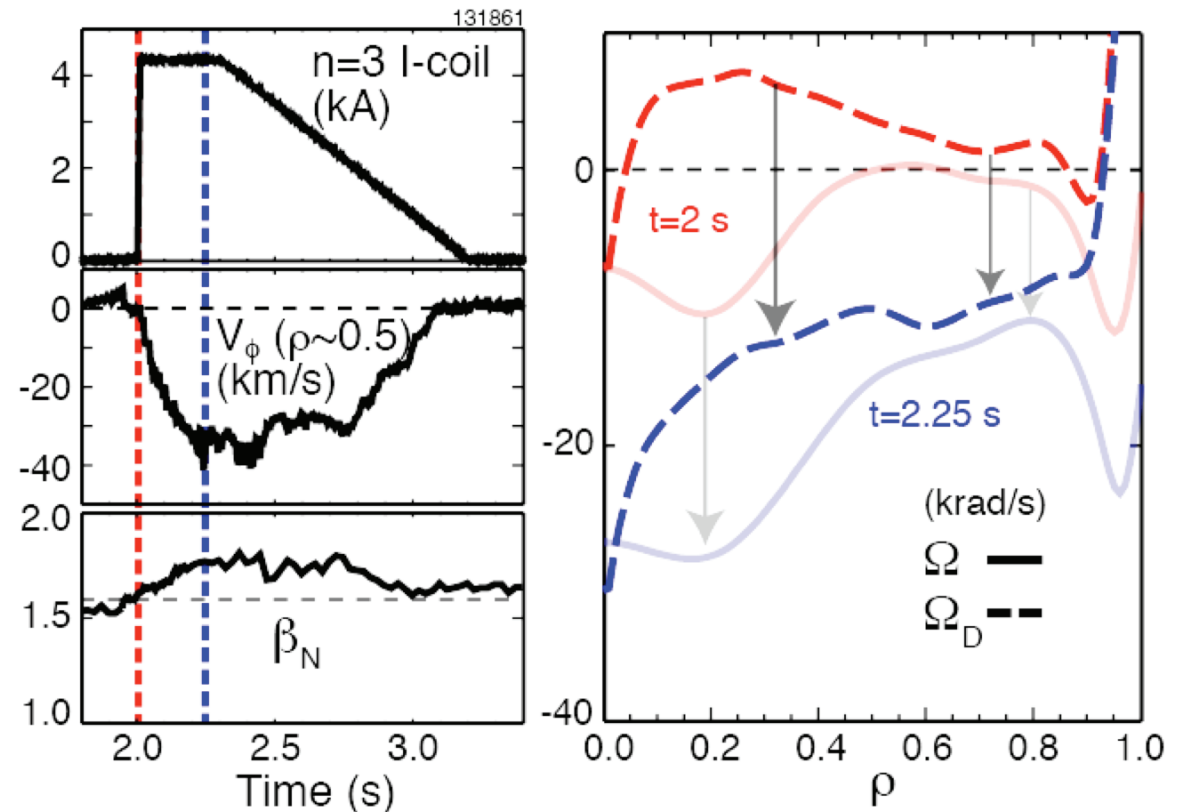 131861
n=3 I-coil
(kA)
4
2
0
V_ϕ (ρ~0.5)
(km/s)
0
-20
-40
2.0
1.5
1.0
β_N
2.0
2.5
3.0
Time (s)
0
-20
-40
t=2 s
t=2.25 s
(krad/s)
Ω
Ω_D
0.0
0.2
0.4
0.6
0.8
1.0
ρ